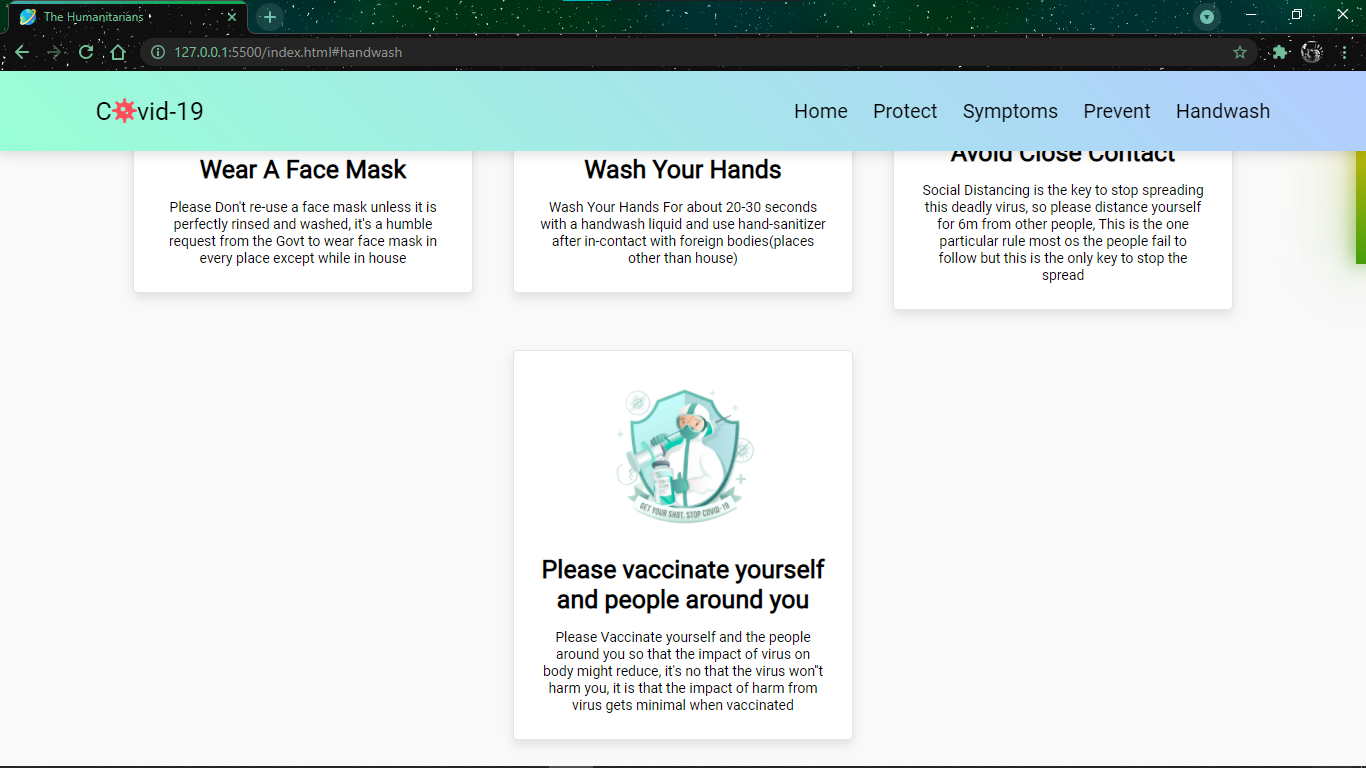 The Humanitarians
127.0.0.1:5500/index.html#handwash
Covid-19
Home Protect Symptoms Prevent Handwash
Wear A Face Mask
Please Don't re-use a face mask unless it is
perfectly rinsed and washed, it's a humble
request from the Govt to wear face mask in
every place except while in house
Wash Your Hands
Wash Your Hands For about 20-30 seconds
with a handwash liquid and use hand-sanitizer
after in-contact with foreign bodies(places
other than house)
Avoid Close Contact
Social Distancing is the key to stop spreading
this deadly virus, so please distance yourself
for 6m from other people, This is the one
particular rule most os the people fail to
follow but this is the only key to stop the
spread
GET YOUR SHOT, STOP COVID-19
Please vaccinate yourself
and people around you
Please Vaccinate yourself and the people
around you so that the impact of virus on
body might reduce, it's no that the virus won"t
harm you, it is that the impact of harm from
virus gets minimal when vaccinated